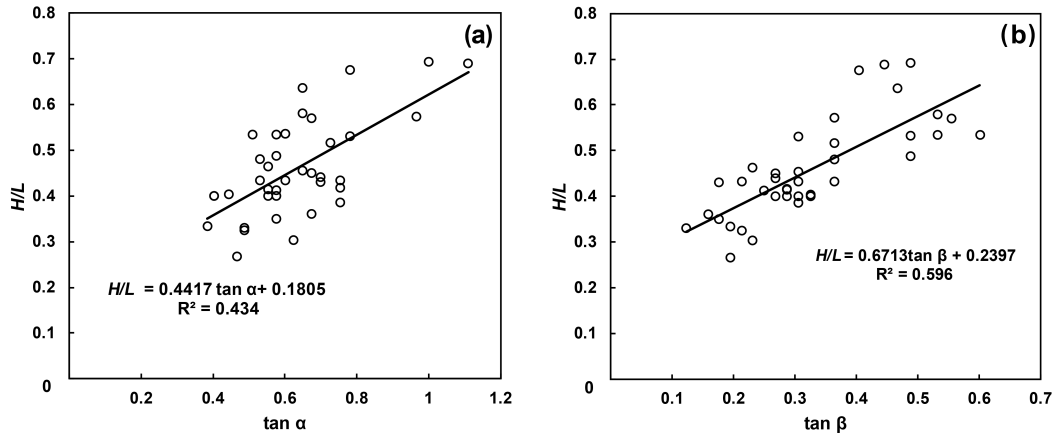 (a)
0.8
0.7
0.6
0.5
0.4
0.3
0.2
0.1
0
H/L
H/L = 0.4417 tan α+ 0.1805
R² = 0.434
0.2 0.4 0.6 0.8 1 1.2
tan α
(b)
0.8
0.7
0.6
0.5
0.4
0.3
0.2
0.1
0
H/L
H/L = 0.6713tan β + 0.2397
R² = 0.596
0.1 0.2 0.3 0.4 0.5 0.6 0.7
tan β